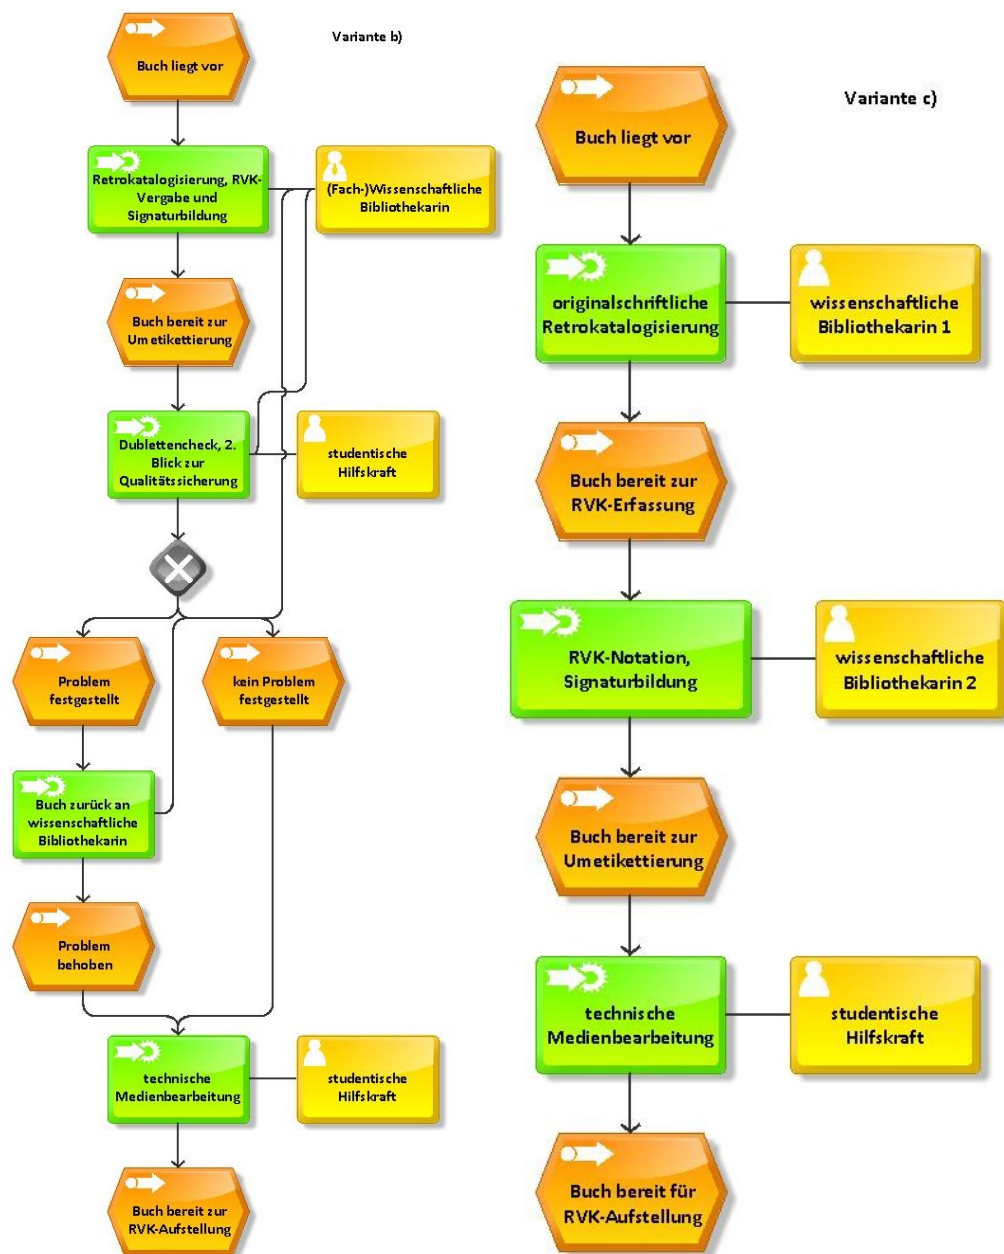 Variante b)
Buch liegt vor
Retrokatalogisierung, RVK-
Vergabe und
Signaturbildung
(Fach-)Wissenschaftliche
Bibliothekarin
Buch bereit zur
Umetikettierung
Dublettencheck, 2.
Blick zur
Qualitätssicherung
studentische
Hilfskraft
Problem
festgestellt
kein Problem
festgestellt
Buch zurück an
wissenschaftliche
Bibliothekarin
Problem
behoben
technische
Medienbearbeitung
studentische
Hilfskraft
Buch bereit zur
RVK-Aufstellung
Variante c)
Buch liegt vor
originalschriftliche
Retrokatalogisierung
wissenschaftliche
Bibliothekarin 1
Buch bereit zur
RVK-Erfassung
RVK-Notation,
Signaturbildung
wissenschaftliche
Bibliothekarin 2
Buch bereit zur
Umetikettierung
technische
Medienbearbeitung
studentische
Hilfskraft
Buch bereit für
RVK-Aufstellung